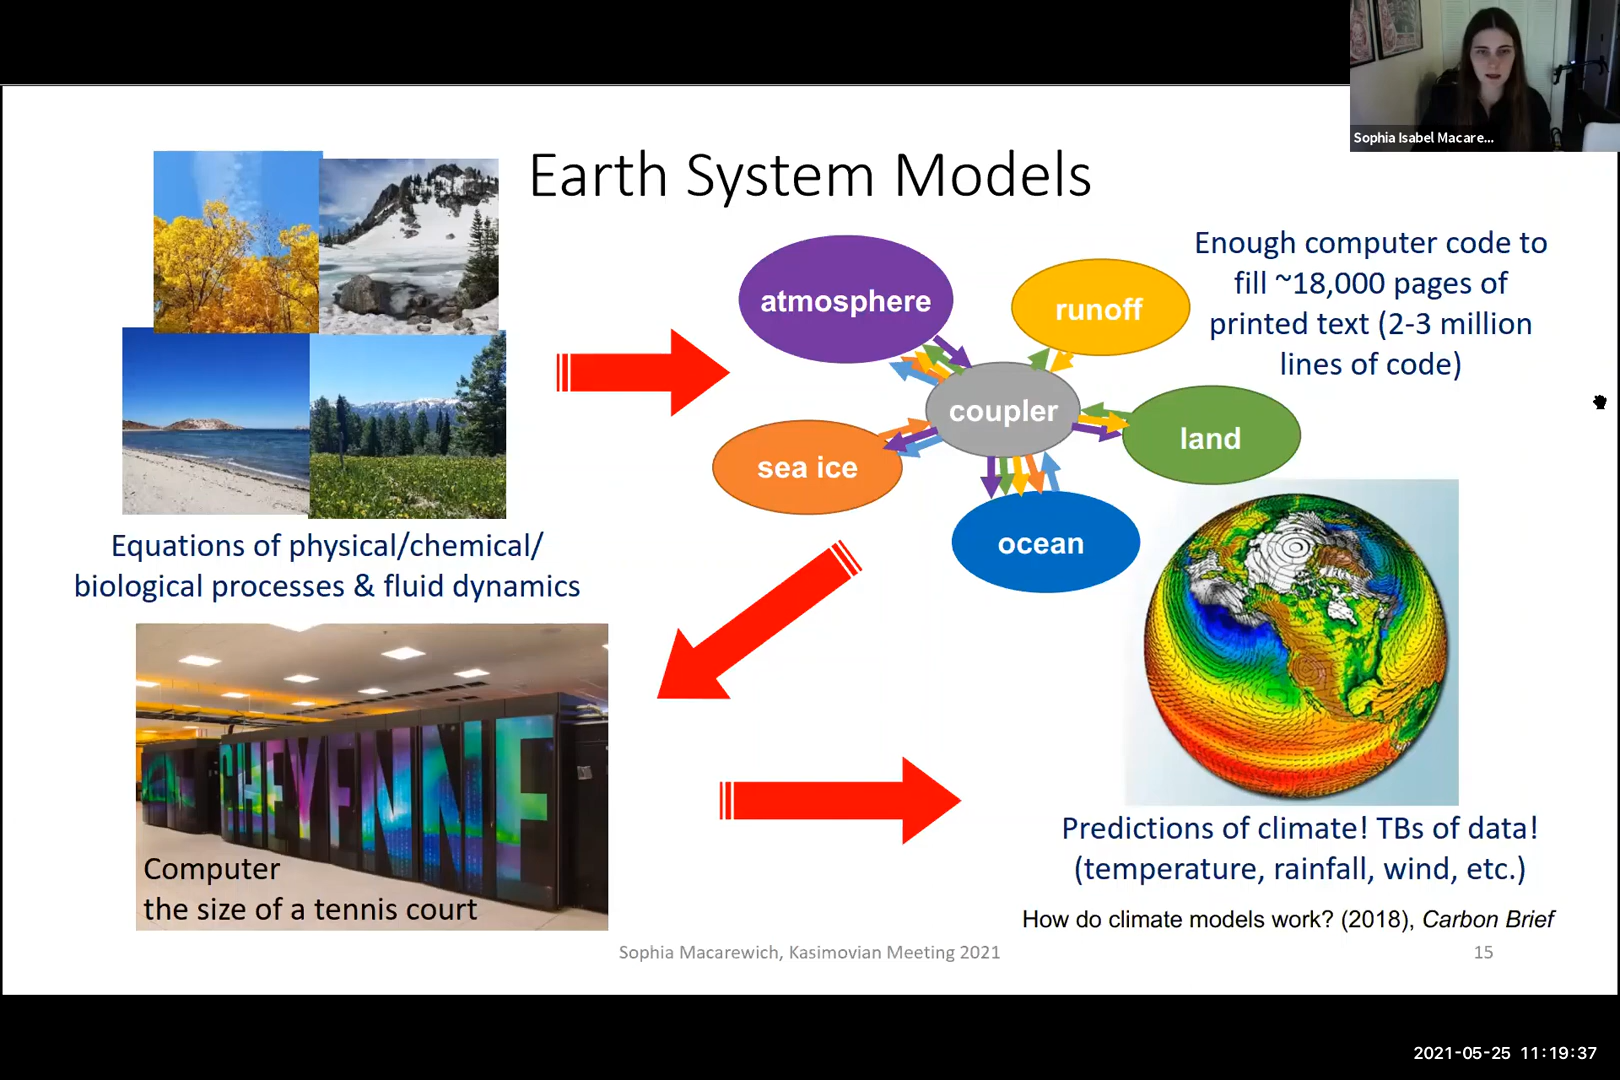 Sophia Isabel Macare...
Earth System Models
Enough computer code to
fill ~18,000 pages of
printed text (2-3 million
lines of code)
atmosphere
runoff
coupler
land
sea ice
ocean
Equations of physical/chemical/
biological processes & fluid dynamics
CHEYENNE
Computer
the size of a tennis court
Predictions of climate! TBs of data!
(temperature, rainfall, wind, etc.)
How do climate models work? (2018), Carbon Brief
Sophia Macarewich, Kasimovian Meeting 2021
15
2021-05-25 11:19:37